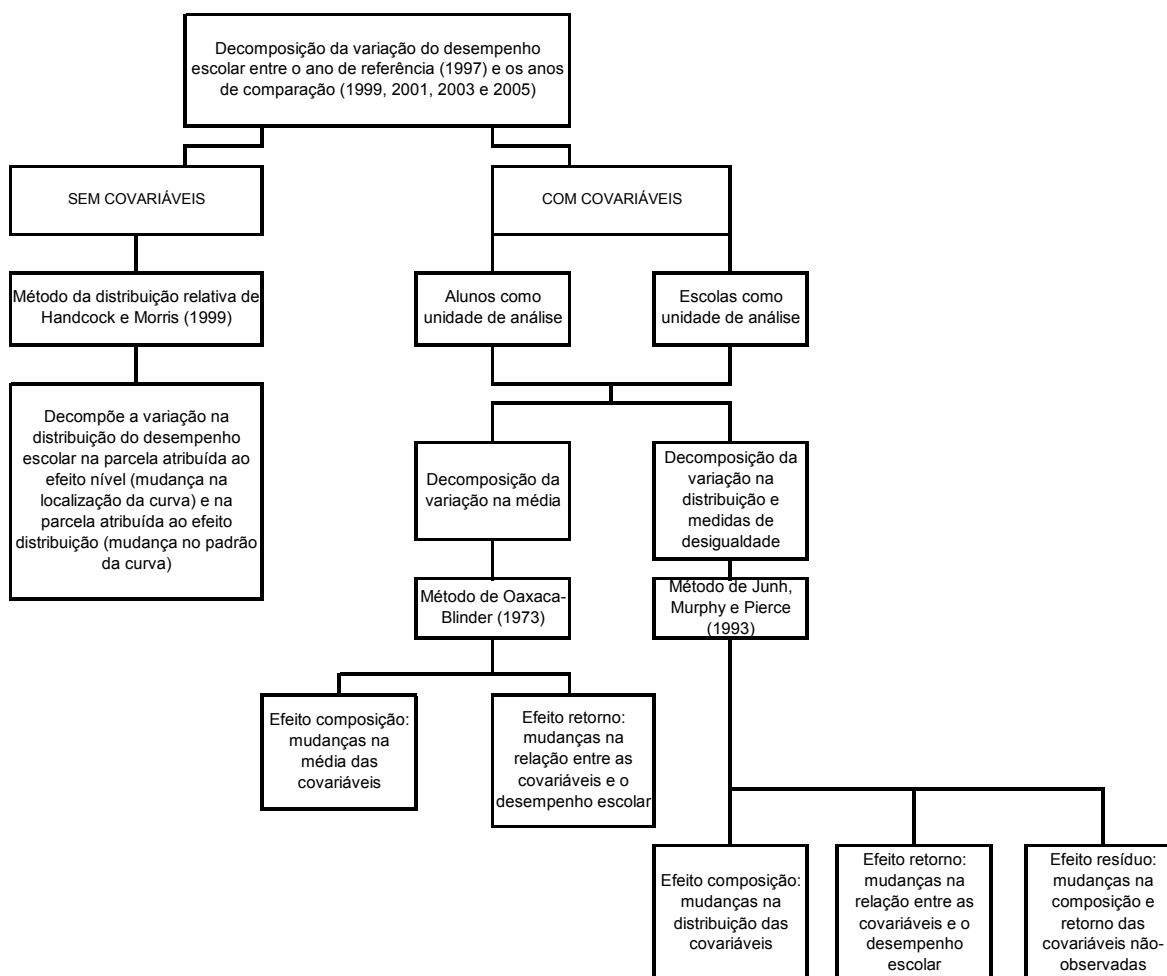 Decomposição da variação do desempenho
escolar entre o ano de referência (1997) e os anos
de comparação (1999, 2001, 2003 e 2005)
SEM COVARIÁVEIS
COM COVARIÁVEIS
Método da distribuição relativa de
Handcock e Morris (1999)
Alunos como
unidade de análise
Escolas como
unidade de análise
Decompõe a variação na
distribuição do desempenho
escolar na parcela atribuída ao
efeito nível (mudança na
localização da curva) e na
parcela atribuída ao efeito
distribuição (mudança no padrão
da curva)
Decomposição da
variação na média
Decomposição da
variação na
distribuição e
medidas de
desigualdade
Método de Oaxaca-
Blinder (1973)
Método de Junh,
Murphy e Pierce
(1993)
Efeito composição:
mudanças na
média das
covariáveis
Efeito retorno:
mudanças na
relação entre as
covariáveis e o
desempenho escolar
Efeito composição:
mudanças na
distribuição das
covariáveis
Efeito retorno:
mudanças na
relação entre as
covariáveis e o
desempenho
escolar
Efeito resíduo:
mudanças na
composição e
retorno das
covariáveis não-
observadas